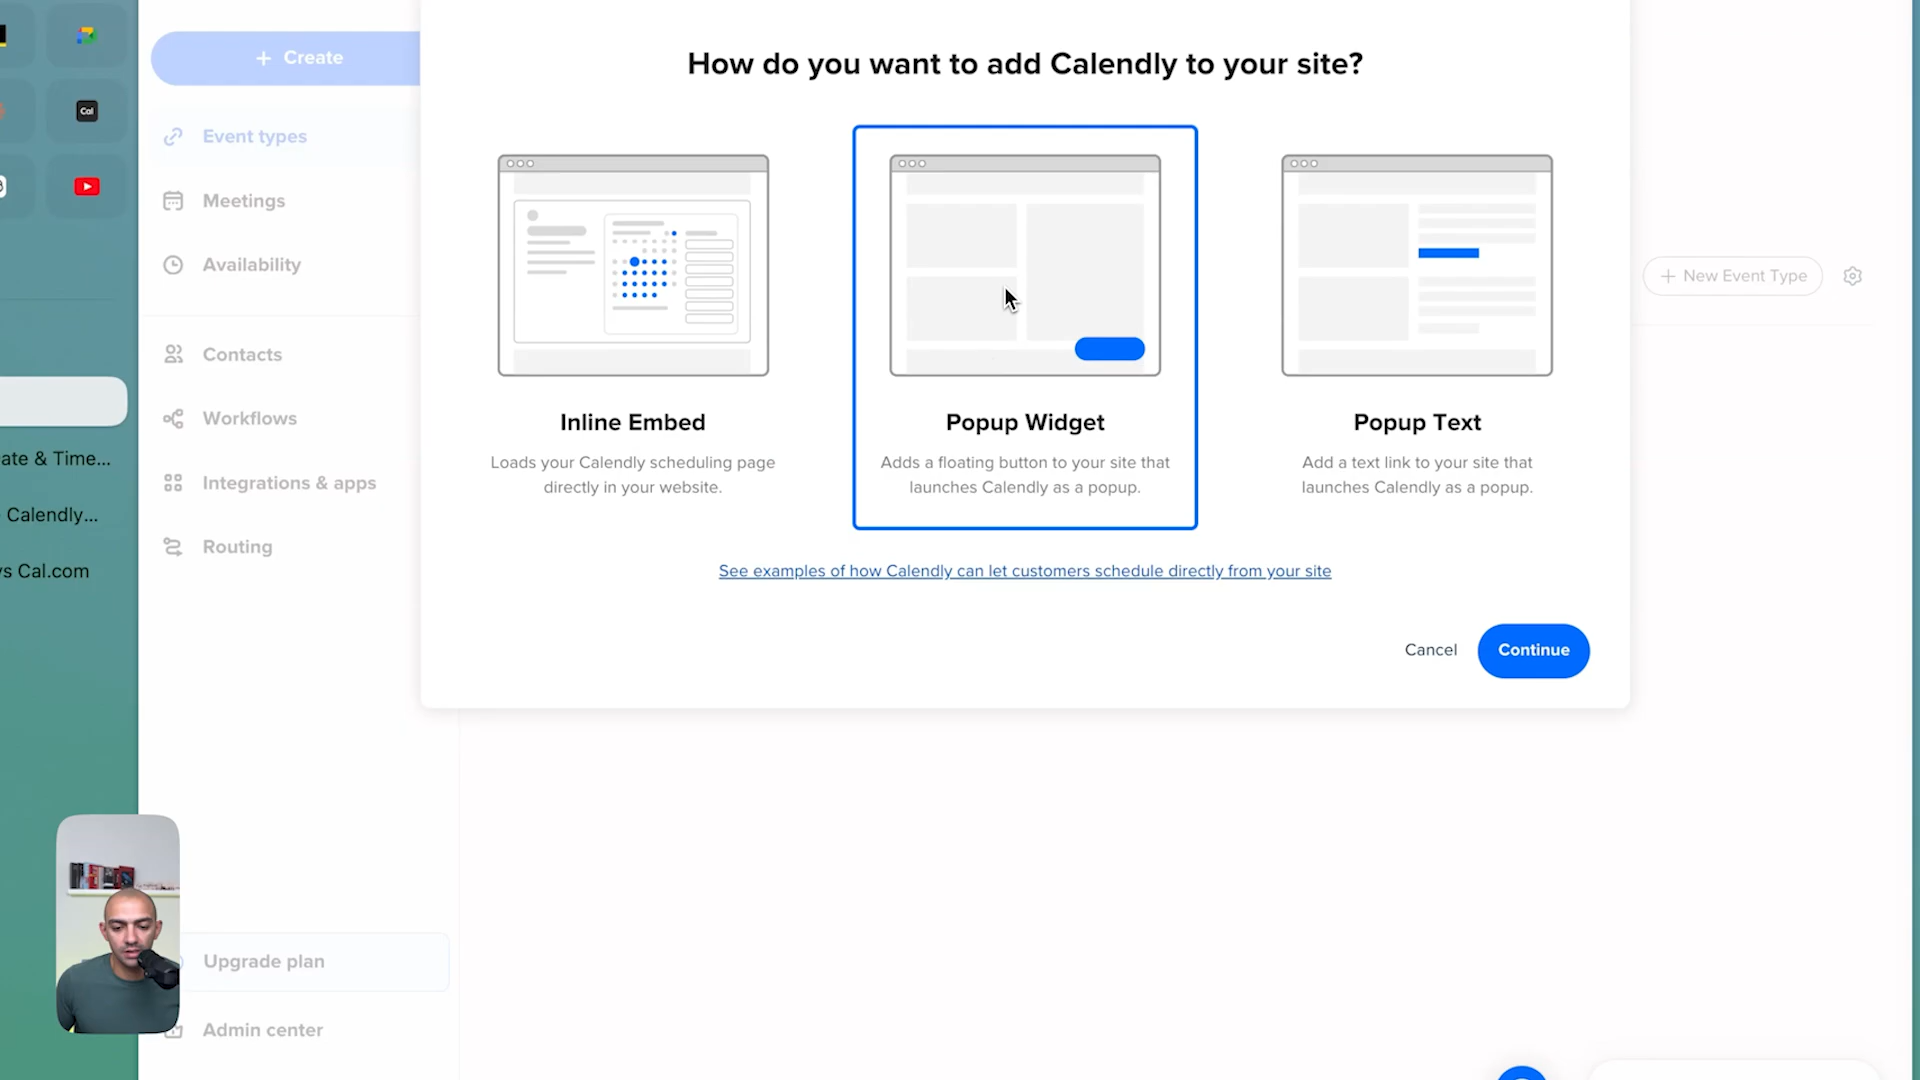 How do you want to add Calendly to your site?
Create
Cal
Event types
Meetings
Availability
New Event Type
Contacts
Workflows
Inline Embed
Popup Widget
Popup Text
Loads your Calendly scheduling page
directly in your website.
Adds a floating button to your site that
launches Calendly as a popup.
Add a text link to your site that
launches Calendly as a popup.
ate & Time...
Integrations & apps
Calendly...
Routing
vs Cal.com
See examples of how Calendly can let customers schedule directly from your site
Cancel
Continue
Upgrade plan
Admin center